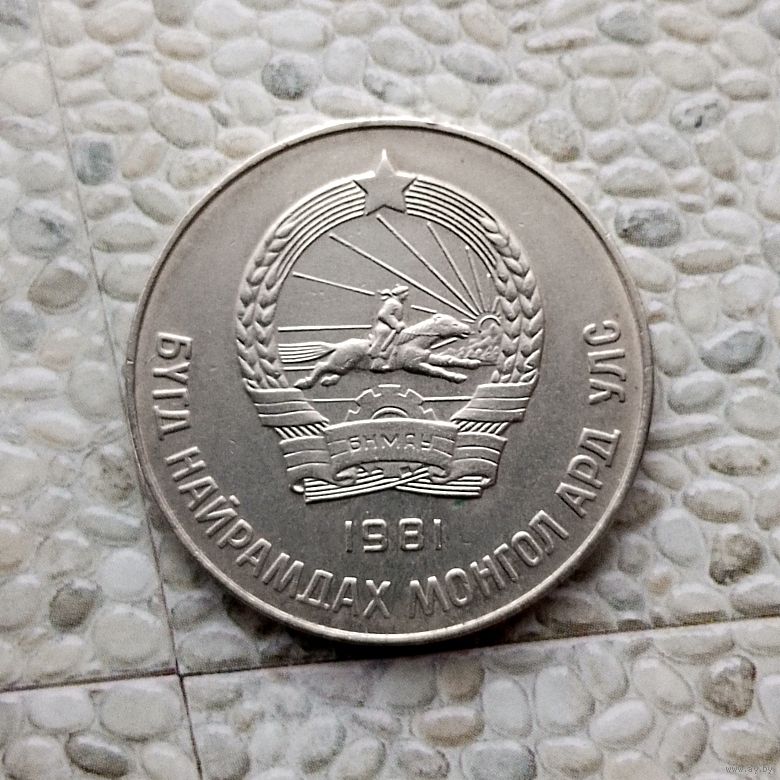 БҮГД НАЙРАМДАХ МОНГОЛ АРД УЛС
БНМАУ
1981
www.ay.by